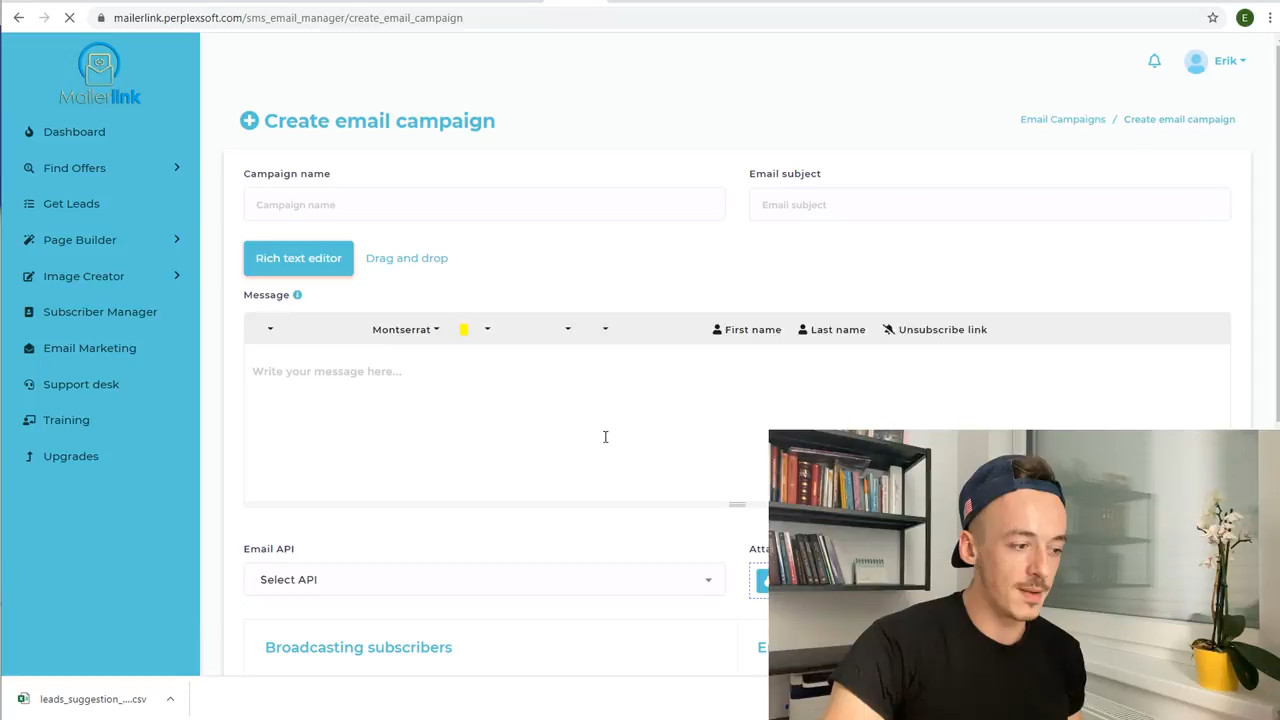 mailerlink.perplexsoft.com/sms_email_manager/create_email_campaign
E
Mailerlink
Erik
Dashboard
Find Offers
Get Leads
Page Builder
Image Creator
Subscriber Manager
Email Marketing
Support desk
Training
Upgrades
Create email campaign
Email Campaigns / Create email campaign
Campaign name
Email subject
Campaign name
Email subject
Rich text editor
Drag and drop
Message
Montserrat
First name
Last name
Unsubscribe link
Write your message here...
Email API
Atta
Select API
Broadcasting subscribers
E
leads_suggestion_....csv